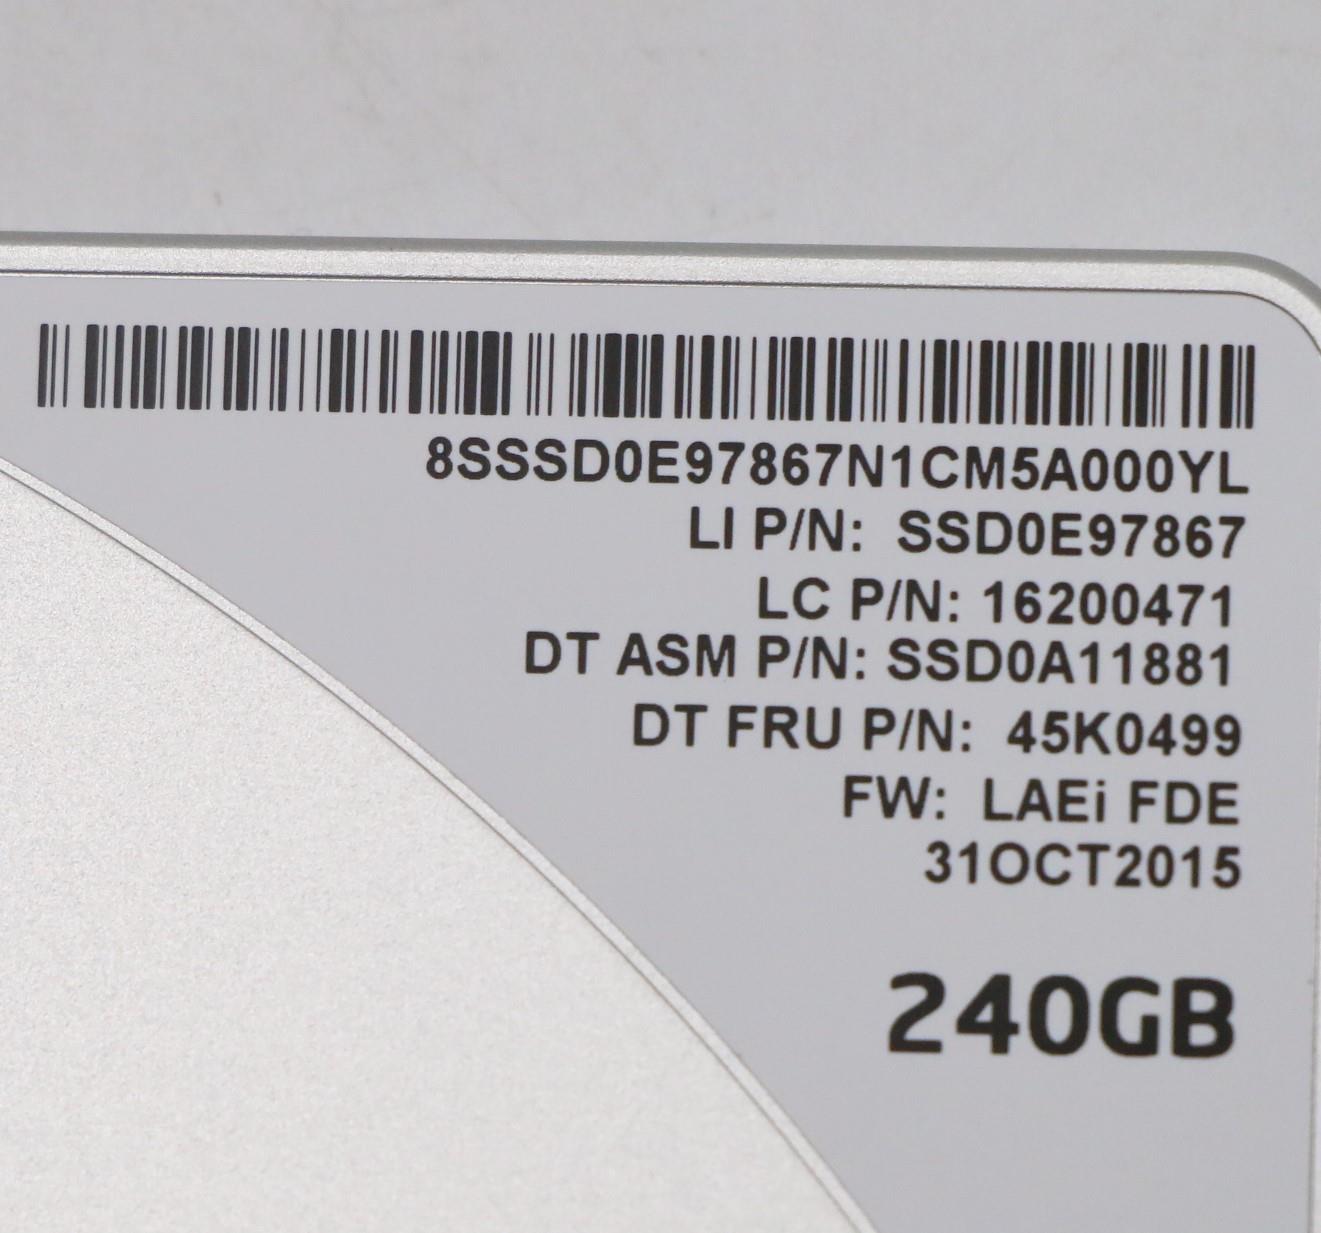 8SSSD0E97867N1CM5A000YL
LI P/N: SSD0E97867
LC P/N: 16200471
DT ASM P/N: SSD0A11881
DT FRU P/N: 45K0499
FW: LAEi FDE
31OCT2015
240GB